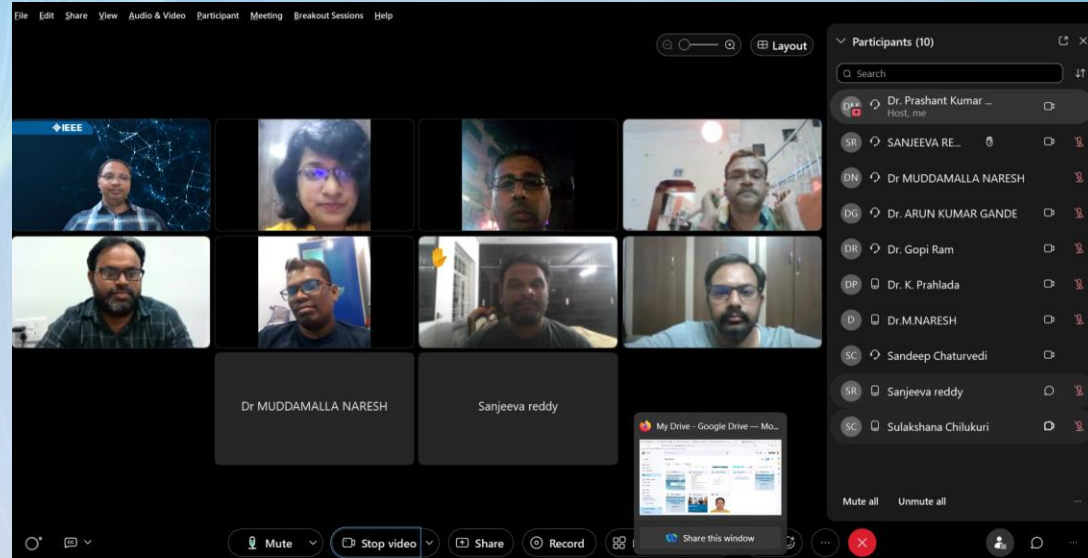 File Edit Share View Audio & Video Participant Meeting Breakout Sessions Help
Layout
Participants (10)
Search
Dr. Prashant Kumar ...
Host, me
SR SANJEEVA RE...
DN Dr MUDDAMALLA NARESH
DG Dr. ARUN KUMAR GANDE
DR Dr. Gopi Ram
DP Dr. K. Prahlada
D Dr.M.NARESH
SC Sandeep Chaturvedi
SR Sanjeeva reddy
SC Sulakshana Chilukuri
Mute all Unmute all
IEEE
Dr MUDDAMALLA NARESH
Sanjeeva reddy
My Drive - Google Drive — Mo...
Share this window
Mute Stop video Share Record